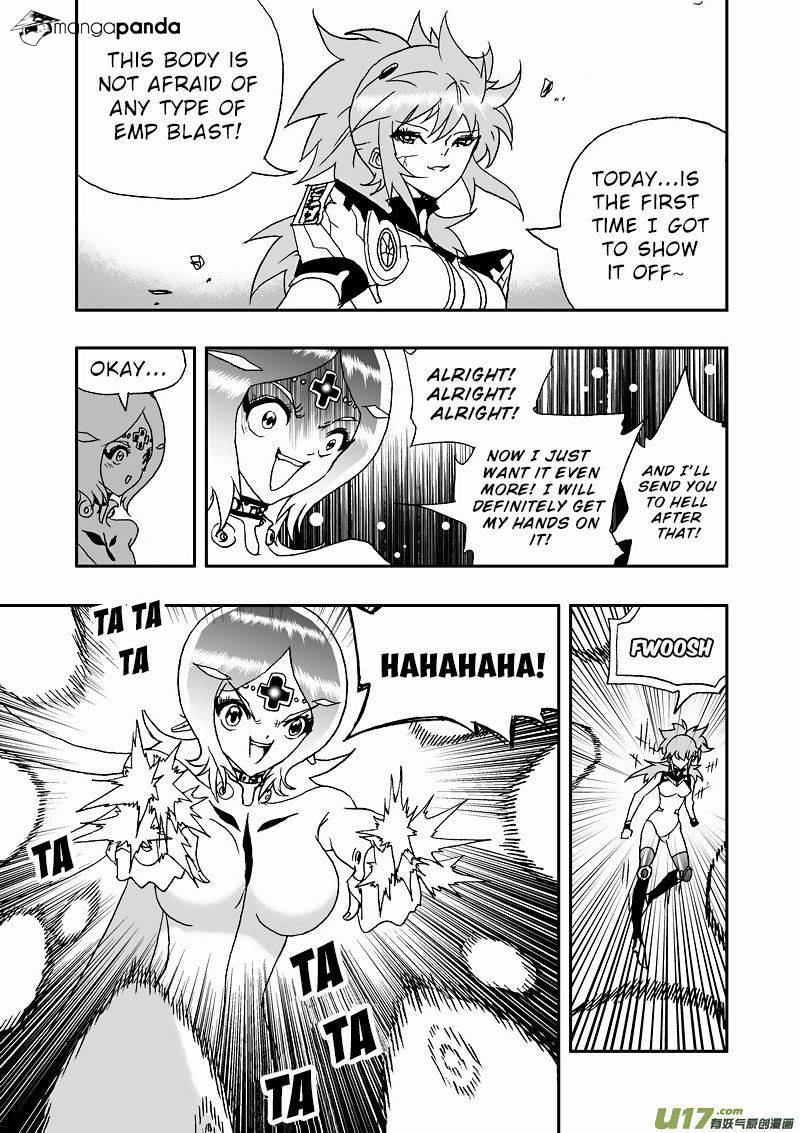 mangapanda
THIS BODY IS
NOT AFRAID OF
ANY TYPE OF
EMP BLAST!
TODAY...IS
THE FIRST
TIME I GOT
TO SHOW
IT OFF~
OKAY...
ALRIGHT!
ALRIGHT!
ALRIGHT!
NOW I JUST
WANT IT EVEN
MORE! I WILL
DEFINITELY GET
MY HANDS ON
IT!
AND I'LL
SEND YOU
TO HELL
AFTER
THAT!
TA TA
TA
HAHAHAHA!
TA
TA
TA
TA
TA
FWOOSH
U17.com
有妖气原创漫画